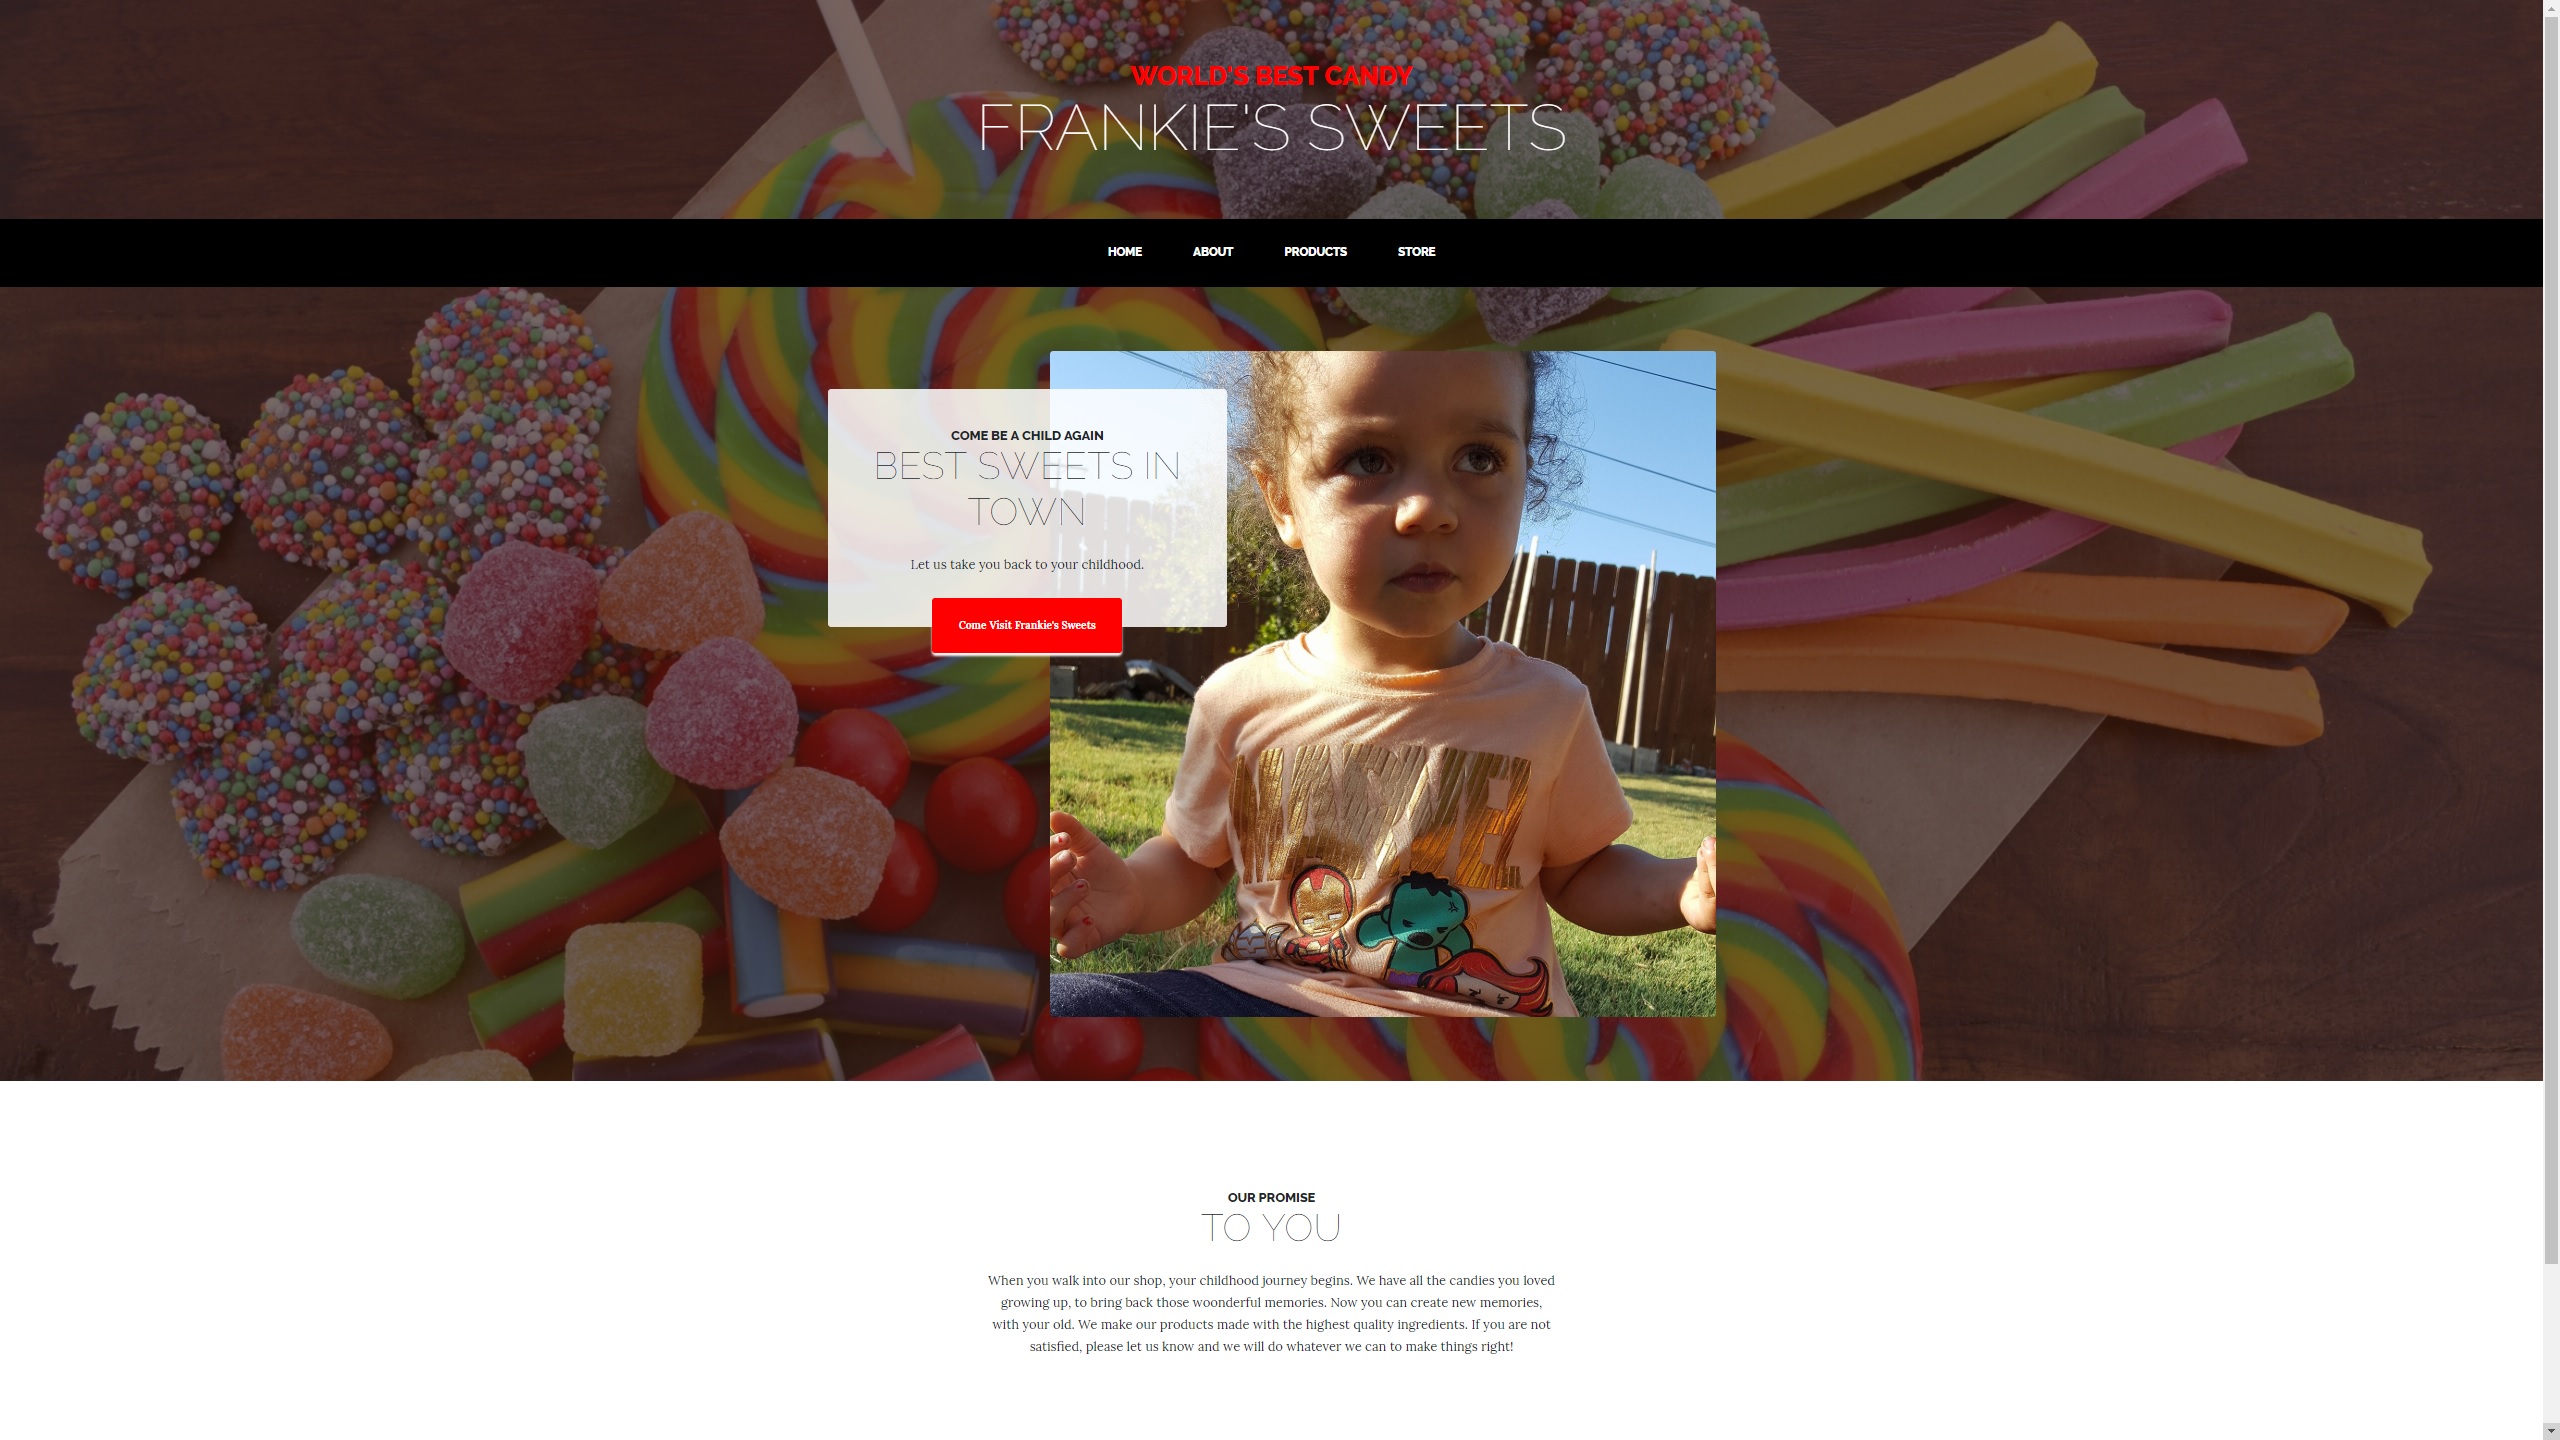 WORLD'S BEST CANDY
FRANKIE'S SWEETS
HOME ABOUT PRODUCTS STORE
COME BE A CHILD AGAIN
BEST SWEETS IN
TOWN
Let us take you back to your childhood.
Come Visit Frankie's Sweets
OUR PROMISE
TO YOU
When you walk into our shop, your childhood journey begins. We have all the candies you loved
growing up, to bring back those woonderful memories. Now you can create new memories,
with your old. We make our products made with the highest quality ingredients. If you are not
satisfied, please let us know and we will do whatever we can to make things right!